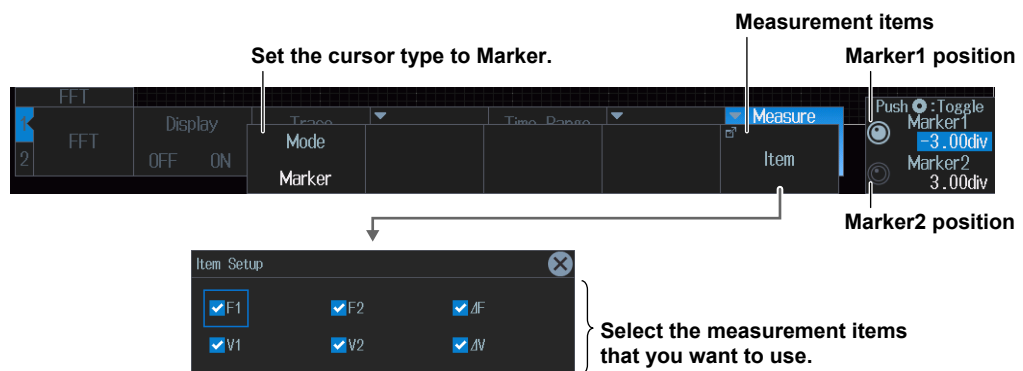 Measurement items
Set the cursor type to Marker.
Marker1 position
FFT
1
2
FFT
Display
OFF ON
Trace
Mode
Marker
Time Range
Measure
Item
Push :Toggle
Marker1
-3.00div
Marker2
3.00div
Marker2 position
Item Setup
F1 F2 ΔF
V1 V2 ΔV
Select the measurement items
that you want to use.